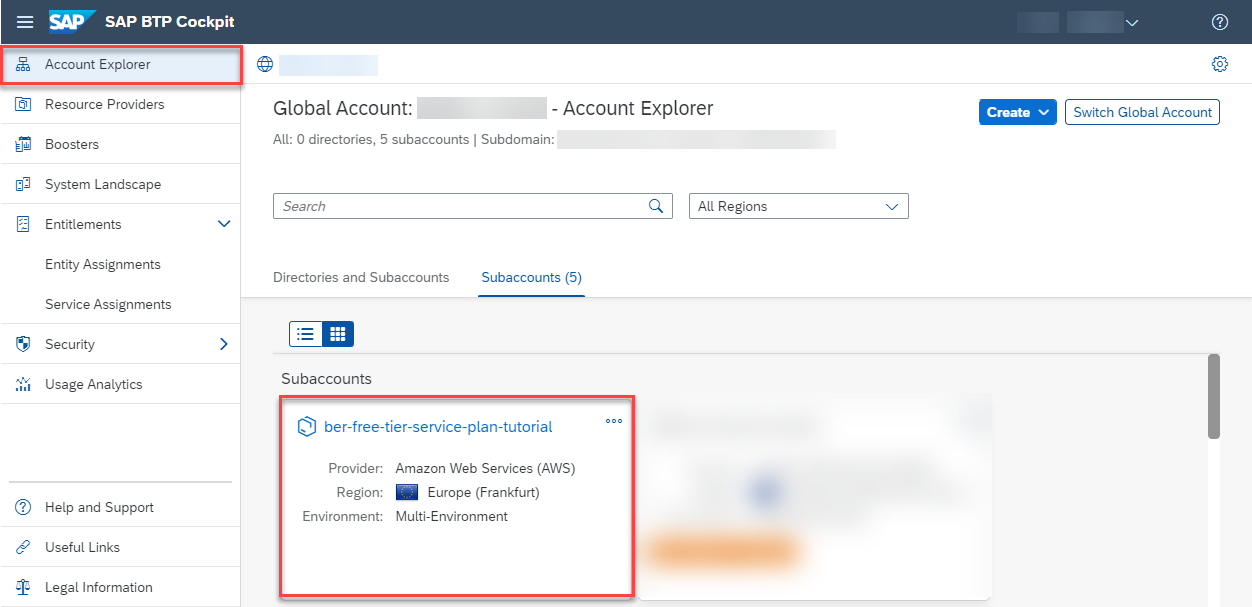 SAP SAP BTP Cockpit
Account Explorer
Resource Providers
Boosters
System Landscape
Entitlements
Entity Assignments
Service Assignments
Security
Usage Analytics
Help and Support
Useful Links
Legal Information
Global Account: - Account Explorer
Create
Switch Global Account
All: 0 directories, 5 subaccounts | Subdomain:
Search
All Regions
Directories and Subaccounts
Subaccounts (5)
Subaccounts
ber-free-tier-service-plan-tutorial
Provider: Amazon Web Services (AWS)
Region: Europe (Frankfurt)
Environment: Multi-Environment